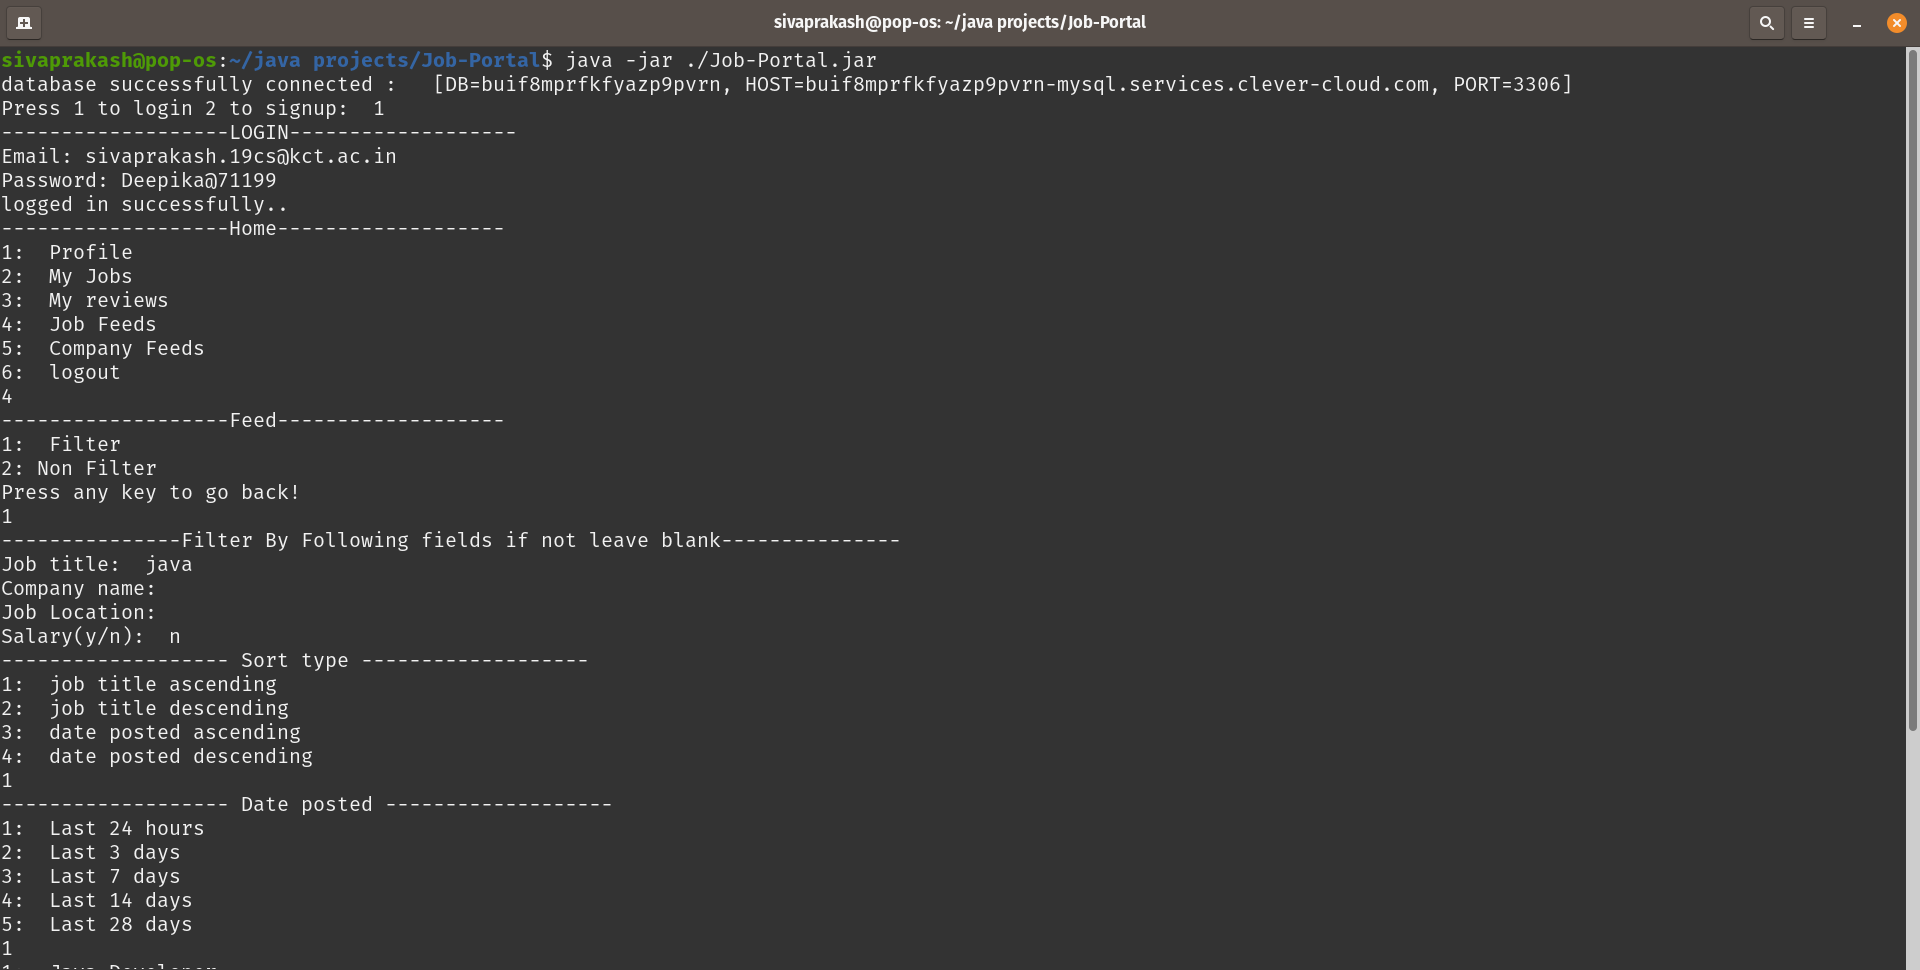 sivaprakash@pop-os: ~/java projects/Job-Portal
sivaprakash@pop-os:~/java projects/Job-Portal$ java -jar ./Job-Portal.jar
database successfully connected :   [DB=buif8mprfkfyazp9pvrn, HOST=buif8mprfkfyazp9pvrn-mysql.services.clever-cloud.com, PORT=3306]
Press 1 to login 2 to signup:  1
-------------------LOGIN-------------------
Email: sivaprakash.19cs@kct.ac.in
Password: Deepika@71199
logged in successfully..
-------------------Home-------------------
1:  Profile
2:  My Jobs
3:  My reviews
4:  Job Feeds
5:  Company Feeds
6:  logout
4
-------------------Feed-------------------
1:  Filter
2: Non Filter
Press any key to go back!
1
---------------Filter By Following fields if not leave blank---------------
Job title:  java
Company name:
Job Location:
Salary(y/n):  n
------------------- Sort type -------------------
1:  job title ascending
2:  job title descending
3:  date posted ascending
4:  date posted descending
1
------------------- Date posted -------------------
1:  Last 24 hours
2:  Last 3 days
3:  Last 7 days
4:  Last 14 days
5:  Last 28 days
1
1:  Java Developer